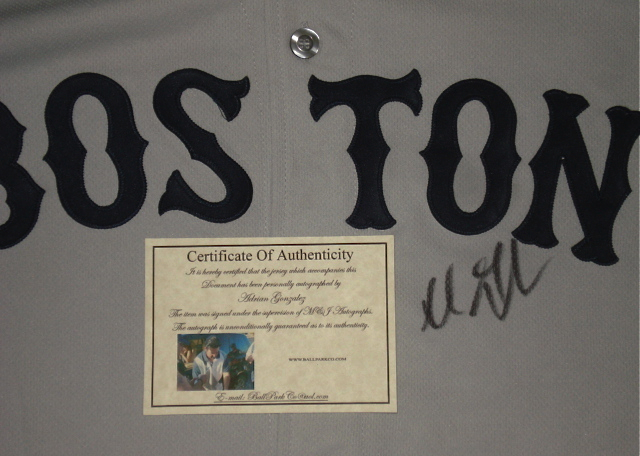 BOSTON
Certificate Of Authenticity
It is hereby certified that the jersey which accompanies this
Document has been personally autographed by
Adrian Gonzalez
The item was signed under the supervision of M&J Autographs.
The autograph is unconditionally guaranteed as to its authenticity.
WWW.BALLPARKCO.COM
E-mail: BallParkCo@aol.com